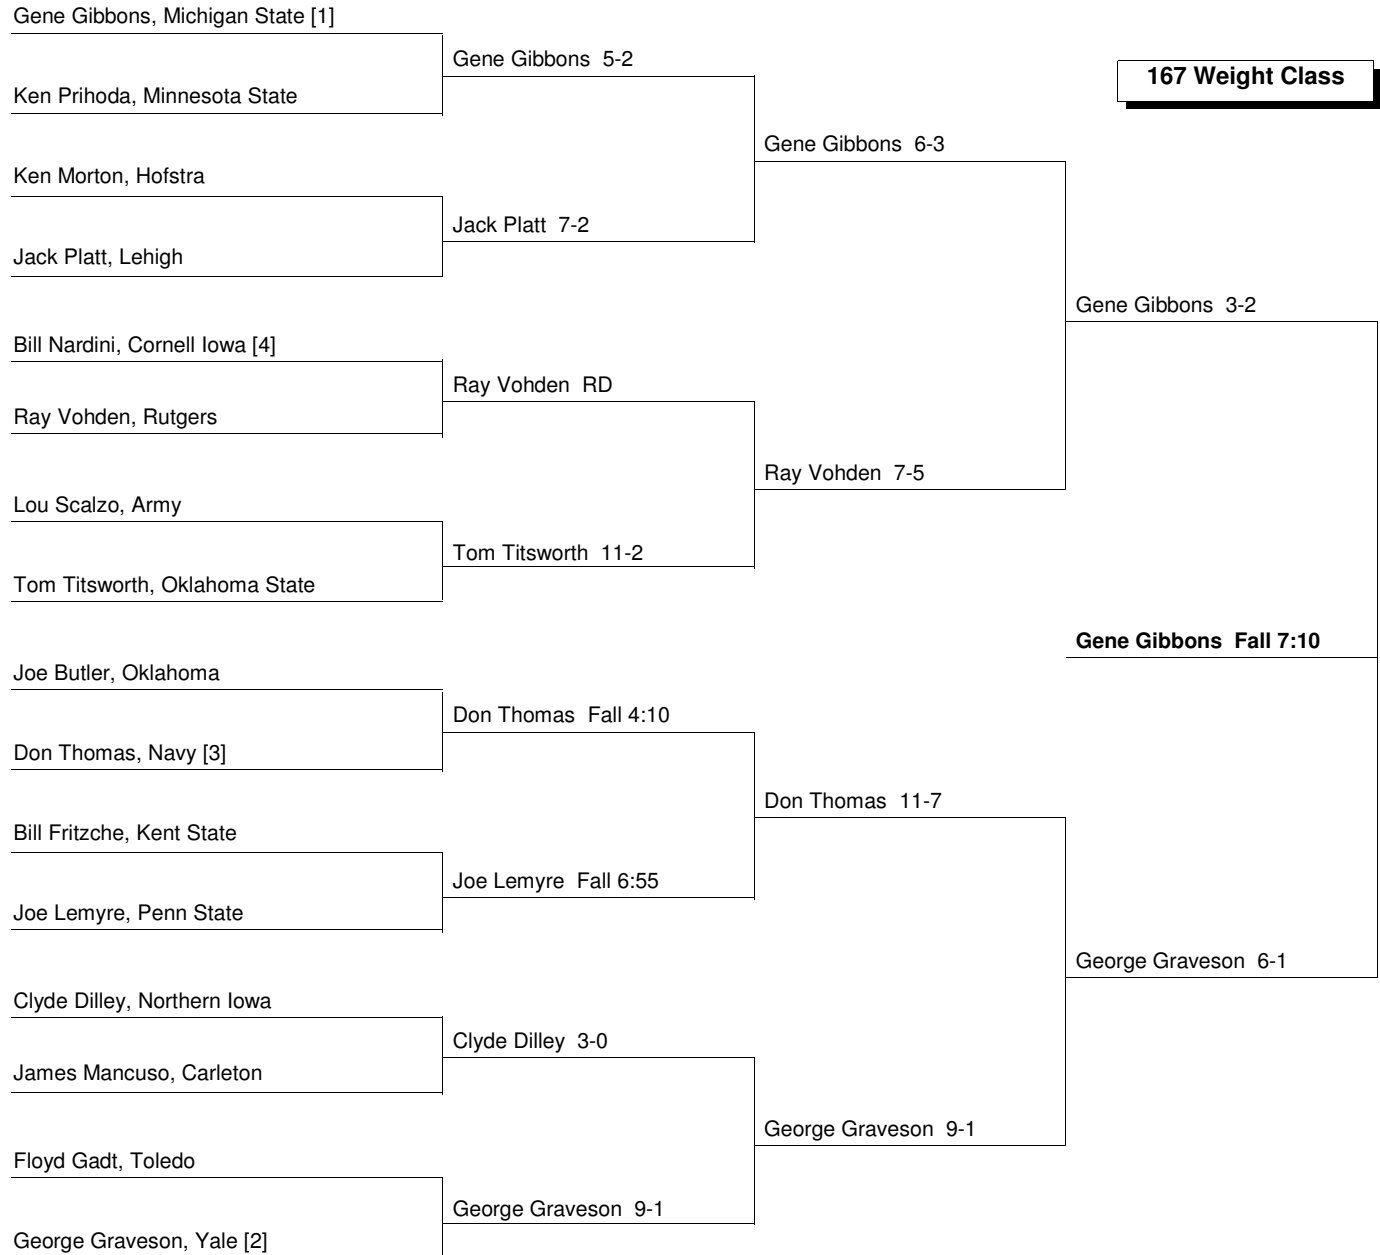 Gene Gibbons, Michigan State [1]
Gene Gibbons 5-2
167 Weight Class
Ken Prihoda, Minnesota State
Gene Gibbons 6-3
Ken Morton, Hofstra
Jack Platt 7-2
Jack Platt, Lehigh
Gene Gibbons 3-2
Bill Nardini, Cornell Iowa [4]
Ray Vohden RD
Ray Vohden, Rutgers
Ray Vohden 7-5
Lou Scalzo, Army
Tom Titsworth 11-2
Tom Titsworth, Oklahoma State
Gene Gibbons Fall 7:10
Joe Butler, Oklahoma
Don Thomas Fall 4:10
Don Thomas, Navy [3]
Don Thomas 11-7
Bill Fritzche, Kent State
Joe Lemyre Fall 6:55
Joe Lemyre, Penn State
George Graveson 6-1
Clyde Dilley, Northern Iowa
Clyde Dilley 3-0
James Mancuso, Carleton
George Graveson 9-1
Floyd Gadt, Toledo
George Graveson 9-1
George Graveson, Yale [2]